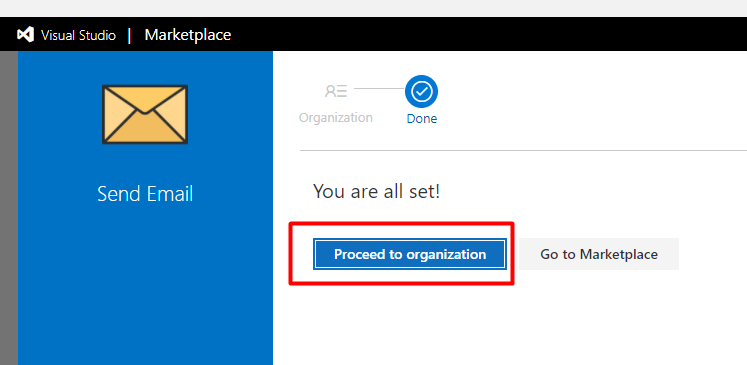 Visual Studio | Marketplace
Send Email
Organization
Done
You are all set!
Proceed to organization
Go to Marketplace